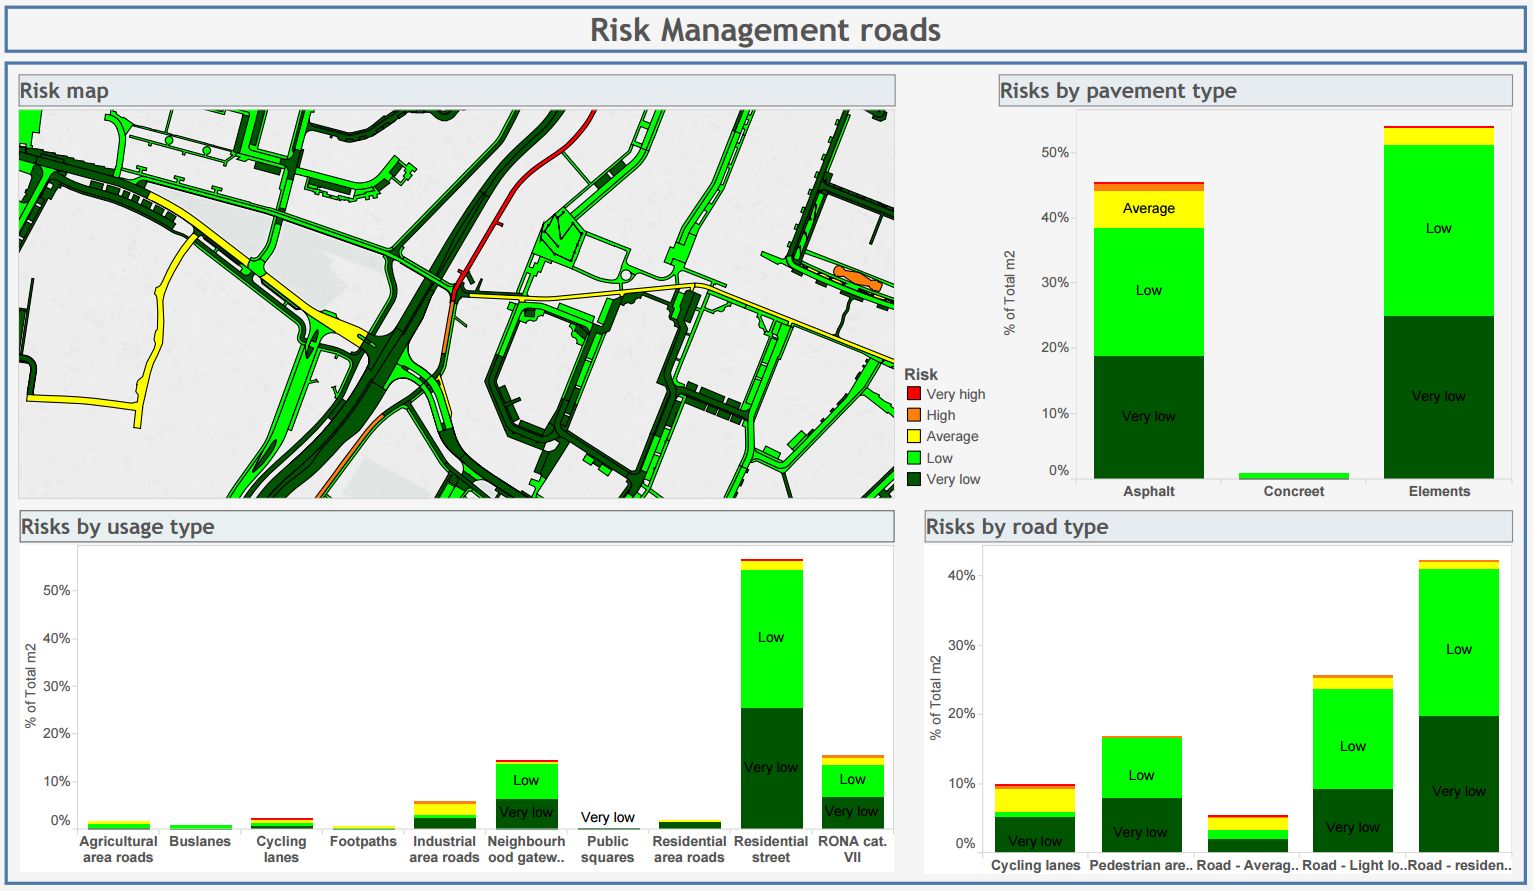 Risk Management roads
Risk map
Risks by pavement type
% of Total m2
50%
40%
30%
20%
10%
0%
Average
Low
Very low
Low
Very low
Asphalt
Concreet
Elements
Risk
Very high
High
Average
Low
Very low
Risks by usage type
% of Total m2
50%
40%
30%
20%
10%
0%
Low
Very low
Very low
Low
Very low
Low
Very low
Agricultural
area roads
Buslanes
Cycling
lanes
Footpaths
Industrial
area roads
Neighbourh
ood gatew..
Public
squares
Residential
area roads
Residential
street
RONA cat.
VII
Risks by road type
% of Total m2
40%
30%
20%
10%
0%
Very low
Low
Very low
Low
Very low
Low
Very low
Cycling lanes
Pedestrian are..
Road - Averag..
Road - Light lo..
Road - residen..